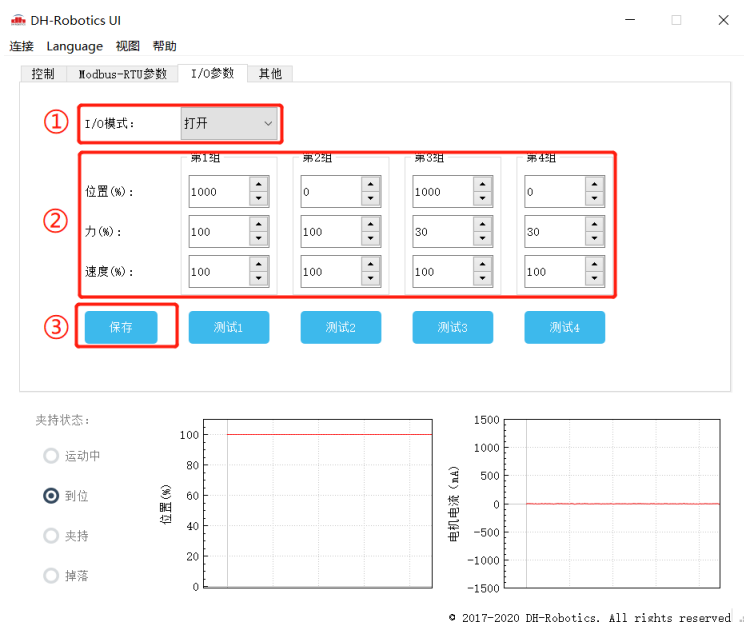 DH-Robotics UI
连接 Language 视图 帮助
控制 Modbus-RTU参数 I/O参数 其他
① I/O模式： 打开
第1组 第2组 第3组 第4组
② 位置(%)： 1000 0 1000 0
力(%)： 100 100 30 30
速度(%)： 100 100 100 100
③ 保存 测试1 测试2 测试3 测试4
夹持状态：
运动中
到位
夹持
掉落
位置(%)
100
80
60
40
20
0
电机电流 (mA)
1500
1000
500
0
-500
-1000
-1500
© 2017-2020 DH-Robotics. All rights reserved